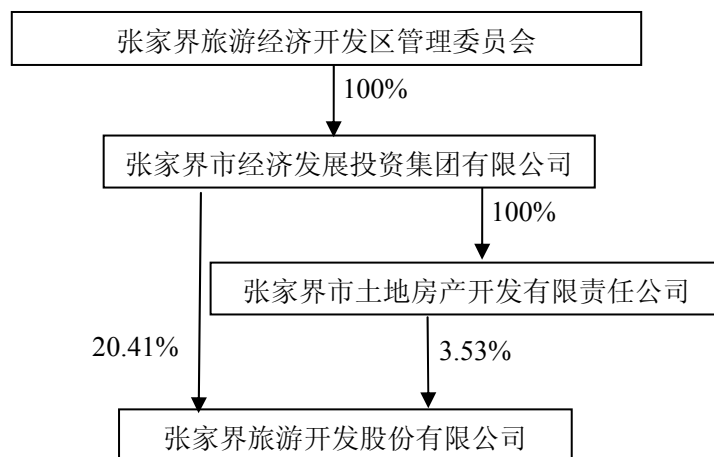 张家界旅游经济开发区管理委员会
100%
张家界市经济发展投资集团有限公司
100%
张家界市土地房产开发有限责任公司
20.41%
3.53%
张家界旅游开发股份有限公司